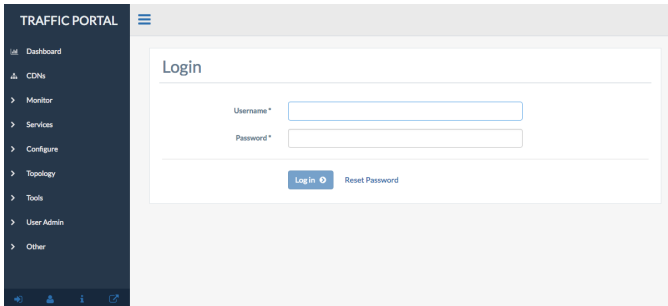 TRAFFIC PORTAL
Dashboard
CDNs
Monitor
Services
Configure
Topology
Tools
User Admin
Other
Login
Username *
Password *
Log in
Reset Password